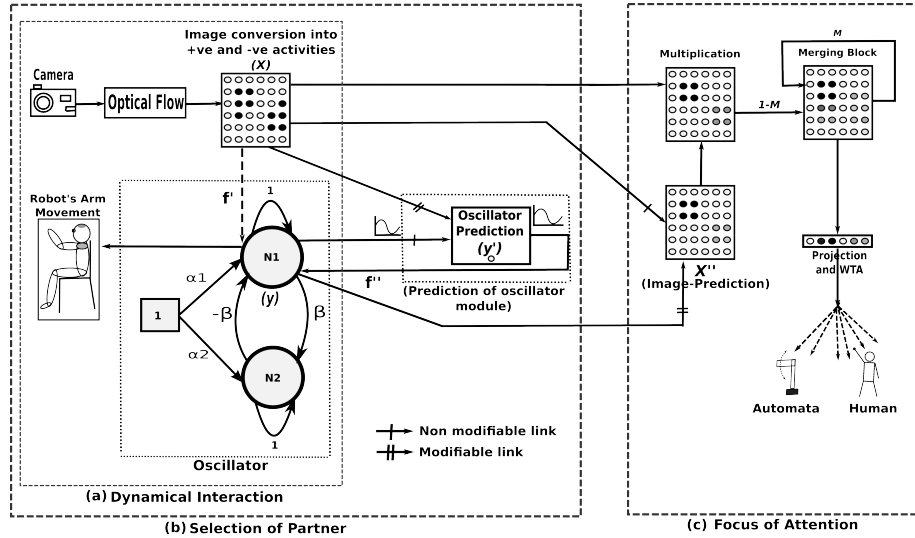 Image conversion into
+ve and -ve activities
(X)
Camera
Optical Flow
Robot's Arm
Movement
f'
1
N1
(y)
α1
1
-β
β
α2
N2
1
Oscillator
Oscillator
Prediction
(y')
f''
(Prediction of oscillator
module)
Non modifiable link
Modifiable link
(a) Dynamical Interaction
(b) Selection of Partner
Multiplication
M
Merging Block
1-M
X''
(Image-Prediction)
Projection
and WTA
Automata
Human
(c) Focus of Attention